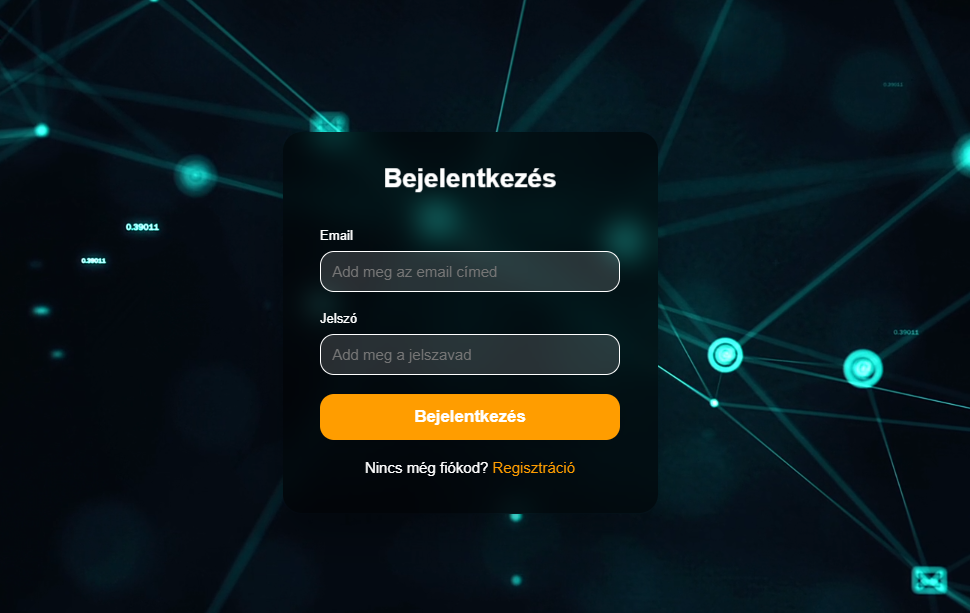 0.39011
Bejelentkezés
0.39011
Email
0.39011
Add meg az email címed
Jelszó
0.39011
Add meg a jelszavad
Bejelentkezés
Nincs még fiókod? Regisztráció